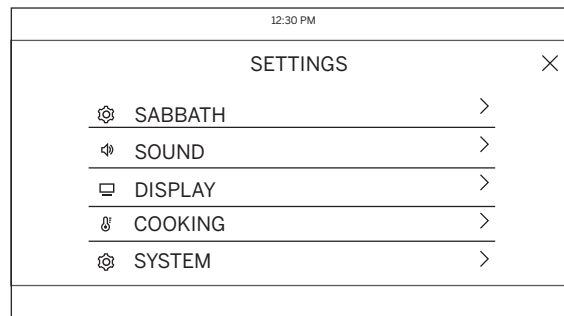 12:30 PM
SETTINGS
SABBATH
SOUND
DISPLAY
COOKING
SYSTEM